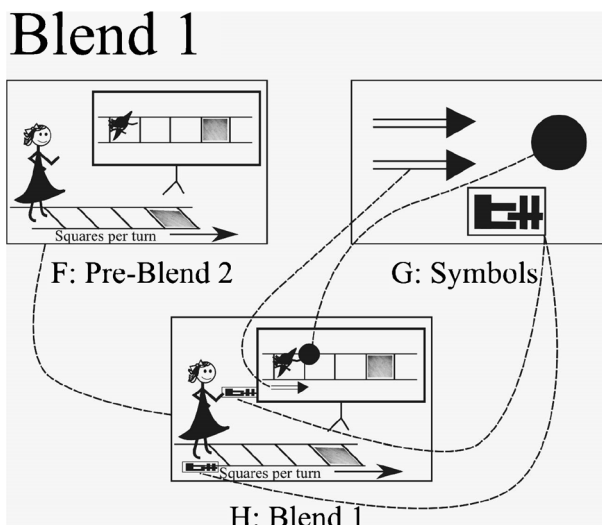 Blend 1
Squares per turn
F: Pre-Blend 2
G: Symbols
Squares per turn
H: Blend 1